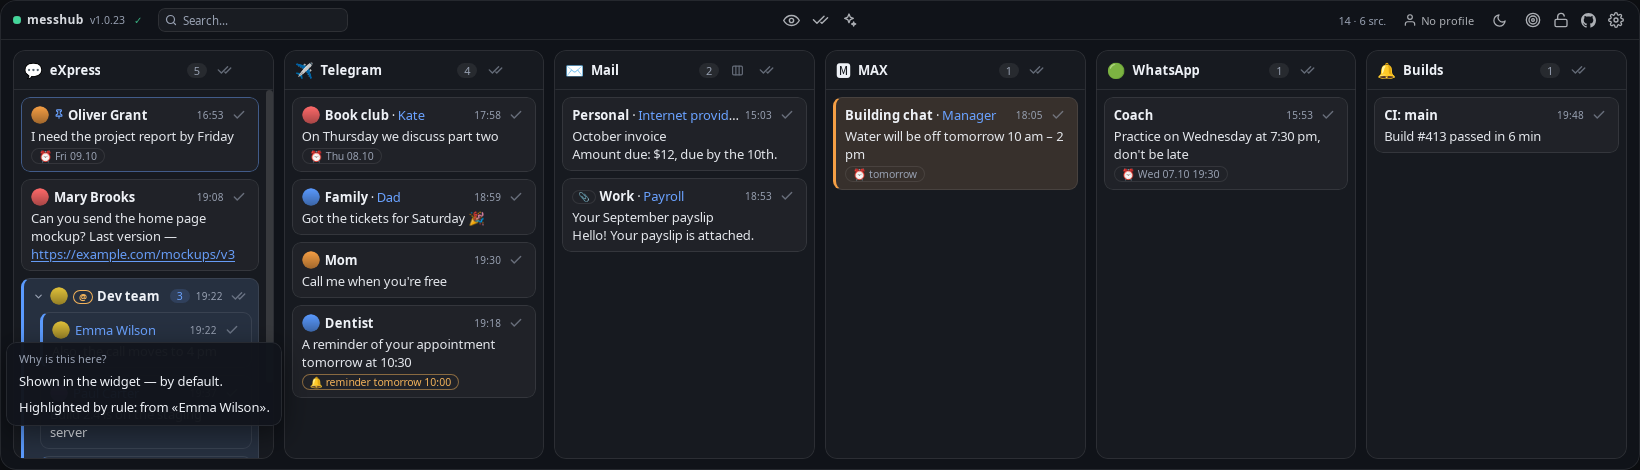 messhub v1.0.23 ✓ Search... 14 · 6 src. No profile
💬 eXpress 5
Oliver Grant 16:53
I need the project report by Friday
⏰ Fri 09.10
Mary Brooks 19:08
Can you send the home page
mockup? Last version —
https://example.com/mockups/v3
@ Dev team 3 19:22
Emma Wilson 19:22
Why is this here?
Shown in the widget — by default.
Highlighted by rule: from «Emma Wilson».
server
✈️ Telegram 4
Book club · Kate 17:58
On Thursday we discuss part two
⏰ Thu 08.10
Family · Dad 18:59
Got the tickets for Saturday 🎉
Mom 19:30
Call me when you're free
Dentist 19:18
A reminder of your appointment
tomorrow at 10:30
🔔 reminder tomorrow 10:00
✉️ Mail 2
Personal · Internet provid... 15:03
October invoice
Amount due: $12, due by the 10th.
📎 Work · Payroll 18:53
Your September payslip
Hello! Your payslip is attached.
M MAX 1
Building chat · Manager 18:05
Water will be off tomorrow 10 am – 2
pm
⏰ tomorrow
🟢 WhatsApp 1
Coach 15:53
Practice on Wednesday at 7:30 pm,
don't be late
⏰ Wed 07.10 19:30
🔔 Builds 1
CI: main 19:48
Build #413 passed in 6 min